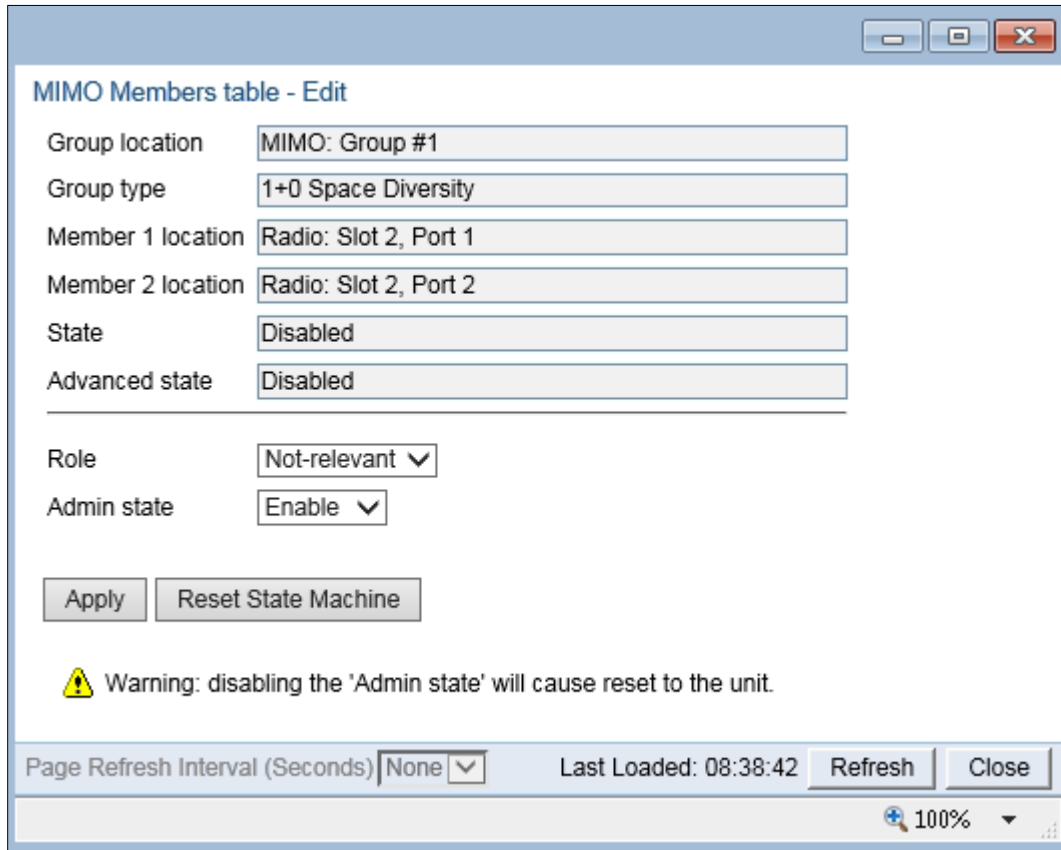 MIMO Members table - Edit
Group location MIMO: Group #1
Group type 1+0 Space Diversity
Member 1 location Radio: Slot 2, Port 1
Member 2 location Radio: Slot 2, Port 2
State Disabled
Advanced state Disabled
Role Not-relevant
Admin state Enable
Apply Reset State Machine
Warning: disabling the 'Admin state' will cause reset to the unit.
Page Refresh Interval (Seconds) None Last Loaded: 08:38:42 Refresh Close
100%